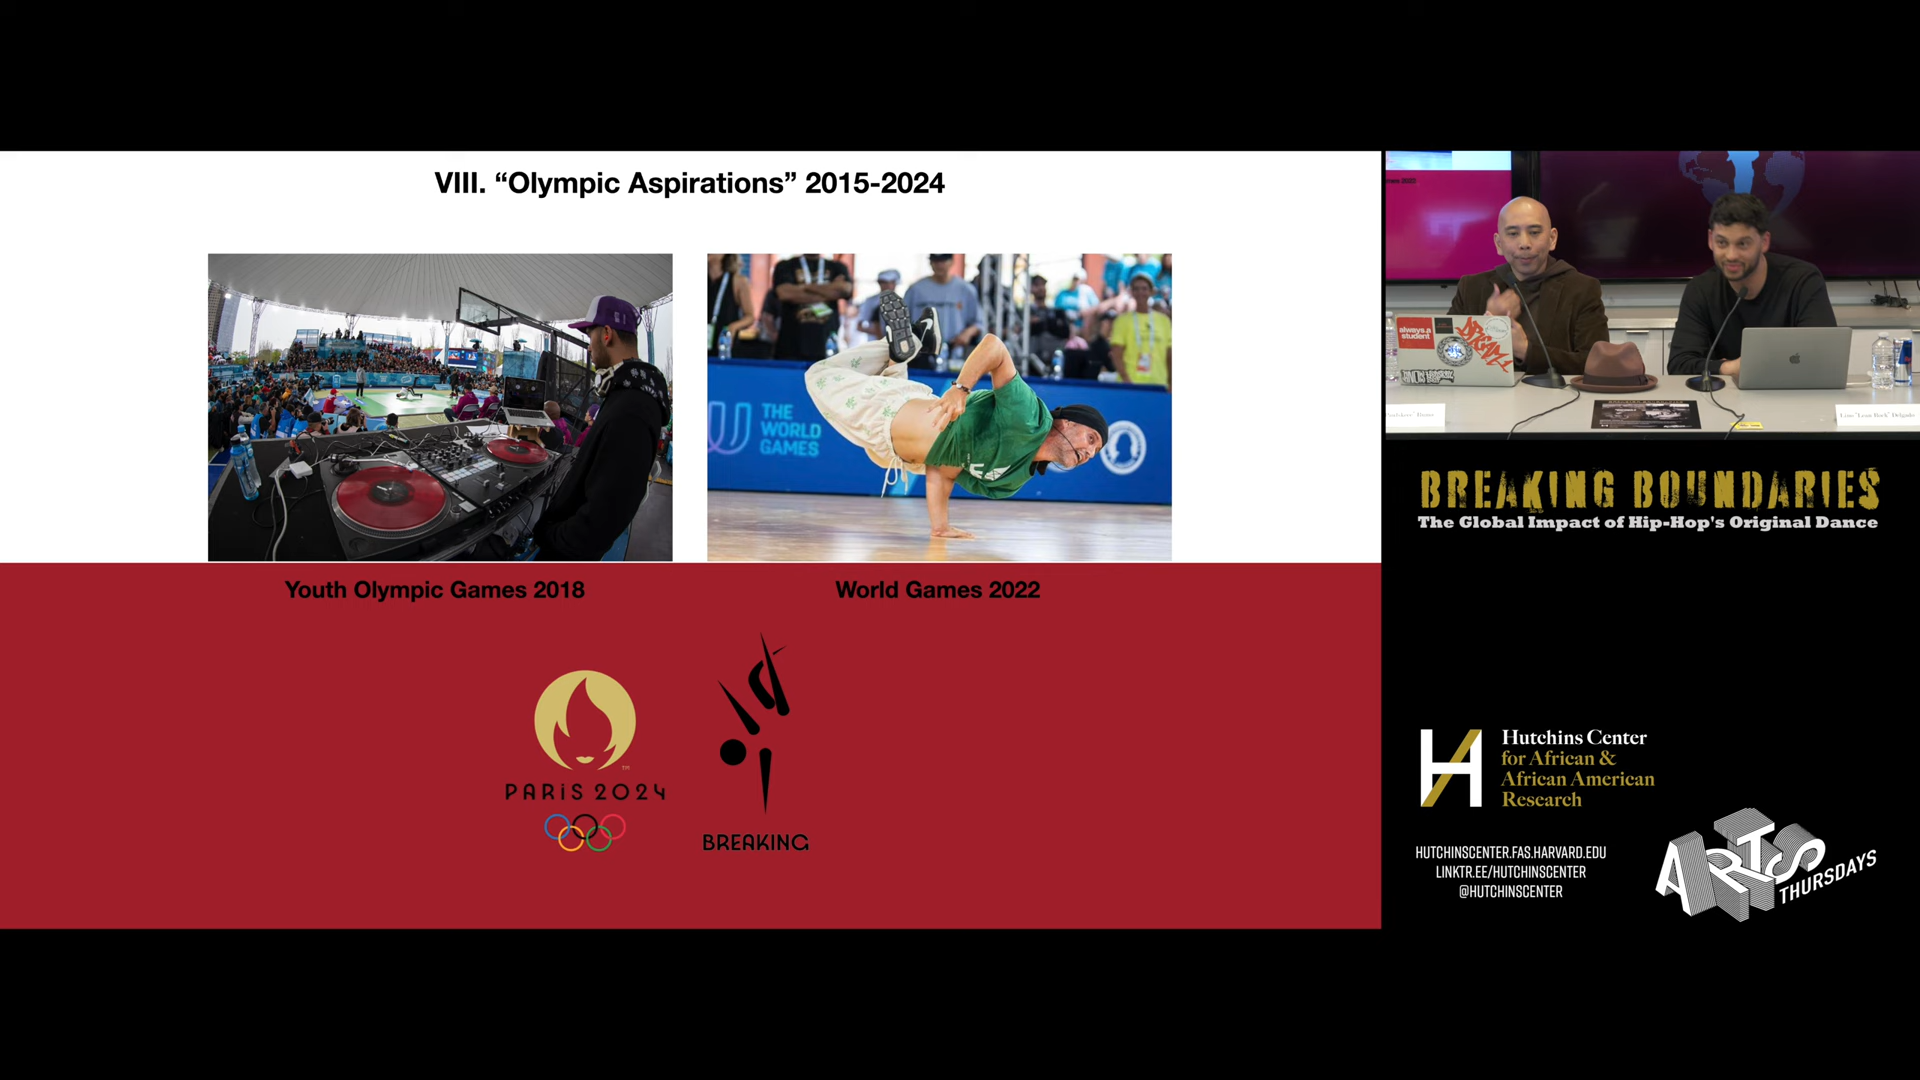 VIII. “Olympic Aspirations” 2015-2024
THE
WORLD
GAMES
Youth Olympic Games 2018
World Games 2022
PARIS 2024
BREAKING
always a
student
BREAKING BOUNDARIES
The Global Impact of Hip-Hop's Original Dance
Hutchins Center
for African &
African American
Research
HUTCHINSCENTER.FAS.HARVARD.EDU
LINKTR.EE/HUTCHINSCENTER
@HUTCHINSCENTER
ARTS
THURSDAYS